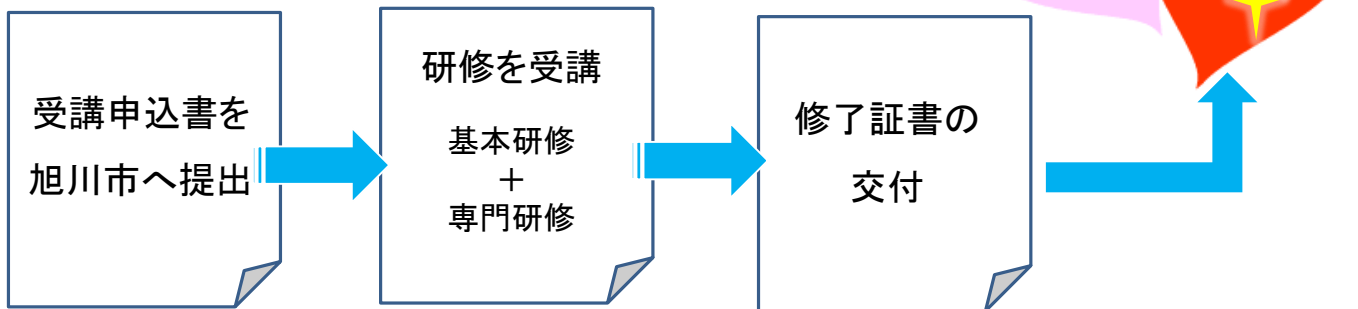 受講申込書を
旭川市へ提出
研修を受講
基本研修
＋
専門研修
修了証書の
交付